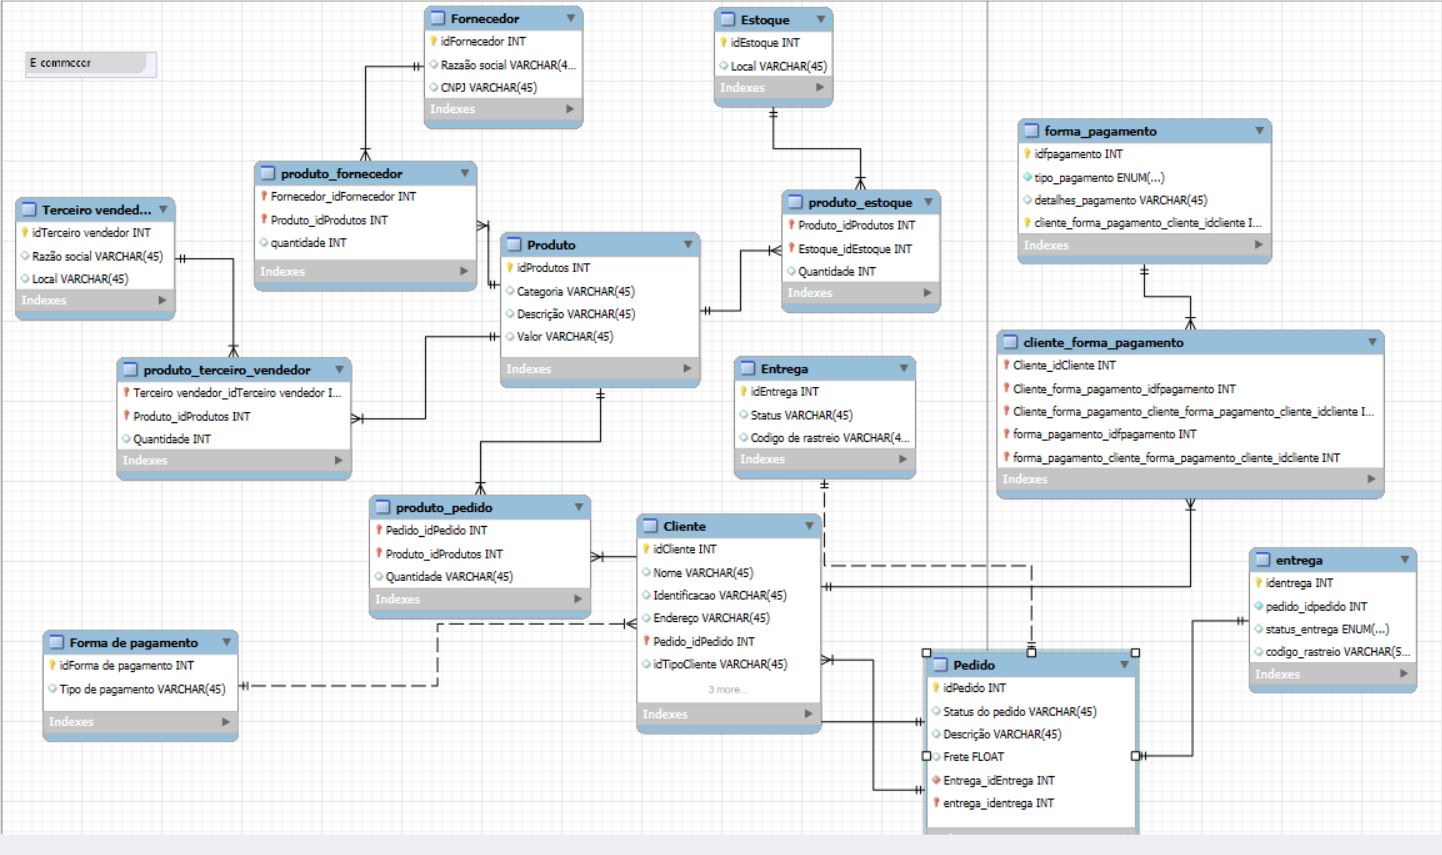 E commecer
Fornecedor
idFornecedor INT
Razaão social VARCHAR(4...
CNPJ VARCHAR(45)
Indexes
Estoque
idEstoque INT
Local VARCHAR(45)
Indexes
forma_pagamento
idfpagamento INT
tipo_pagamento ENUM(...)
detalhes_pagamento VARCHAR(45)
cliente_forma_pagamento_cliente_idcliente I...
Indexes
produto_fornecedor
Fornecedor_idFornecedor INT
Produto_idProdutos INT
quantidade INT
Indexes
Terceiro vended...
idTerceiro vendedor INT
Razão social VARCHAR(45)
Local VARCHAR(45)
Indexes
produto_estoque
Produto_idProdutos INT
Estoque_idEstoque INT
Quantidade INT
Indexes
Produto
idProdutos INT
Categoria VARCHAR(45)
Descrição VARCHAR(45)
Valor VARCHAR(45)
Indexes
cliente_forma_pagamento
Cliente_idCliente INT
Cliente_forma_pagamento_idfpagamento INT
Cliente_forma_pagamento_cliente_forma_pagamento_cliente_idcliente I...
forma_pagamento_idfpagamento INT
forma_pagamento_cliente_forma_pagamento_cliente_idcliente INT
Indexes
produto_terceiro_vendedor
Terceiro vendedor_idTerceiro vendedor I...
Produto_idProdutos INT
Quantidade INT
Indexes
Entrega
idEntrega INT
Status VARCHAR(45)
Codigo de rastreio VARCHAR(4...
Indexes
produto_pedido
Pedido_idPedido INT
Produto_idProdutos INT
Quantidade VARCHAR(45)
Indexes
Cliente
idCliente INT
Nome VARCHAR(45)
Identificacao VARCHAR(45)
Endereço VARCHAR(45)
Pedido_idPedido INT
idTipoCliente VARCHAR(45)
3 more...
Indexes
entrega
identrega INT
pedido_idpedido INT
status_entrega ENUM(...)
codigo_rastreio VARCHAR(5...
Indexes
Forma de pagamento
idForma de pagamento INT
Tipo de pagamento VARCHAR(45)
Indexes
Pedido
idPedido INT
Status do pedido VARCHAR(45)
Descrição VARCHAR(45)
Frete FLOAT
Entrega_idEntrega INT
entrega_identrega INT